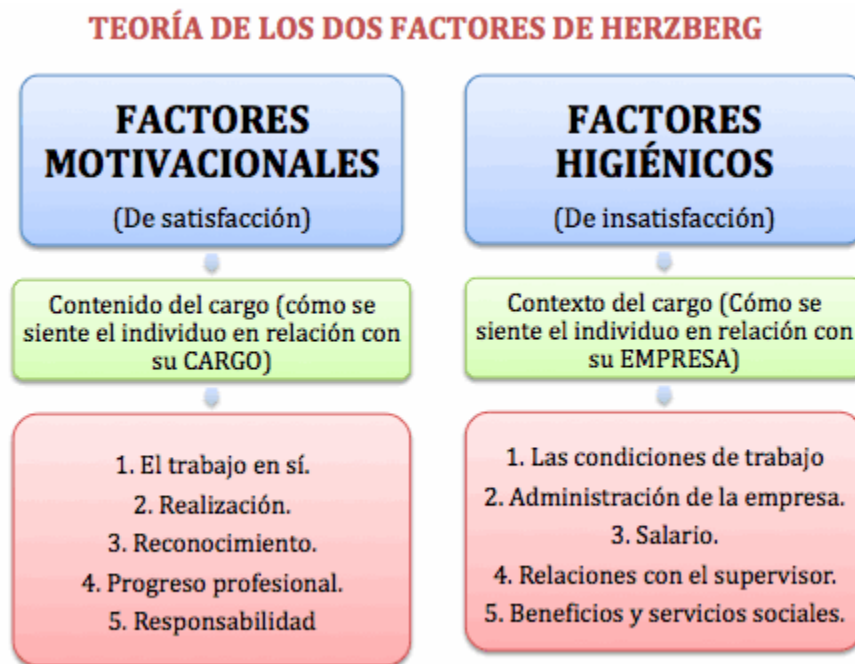 TEORÍA DE LOS DOS FACTORES DE HERZBERG
FACTORES
MOTIVACIONALES
(De satisfacción)
Contenido del cargo (cómo se
siente el individuo en relación con
su CARGO)
1. El trabajo en sí.
2. Realización.
3. Reconocimiento.
4. Progreso profesional.
5. Responsabilidad
FACTORES
HIGIÉNICOS
(De insatisfacción)
Contexto del cargo (Cómo se
siente el individuo en relación con
su EMPRESA)
1. Las condiciones de trabajo
2. Administración de la empresa.
3. Salario.
4. Relaciones con el supervisor.
5. Beneficios y servicios sociales.